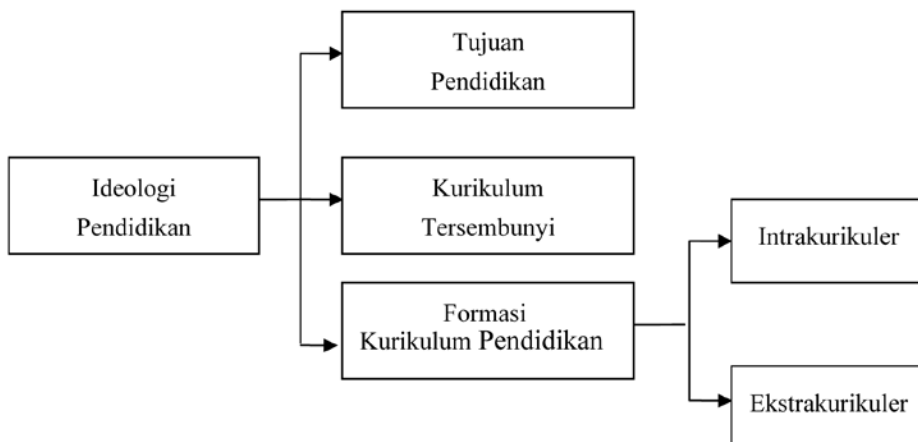 Tujuan
Pendidikan
Ideologi
Pendidikan
Kurikulum
Tersembunyi
Formasi
Kurikulum Pendidikan
Intrakurikuler
Ekstrakurikuler